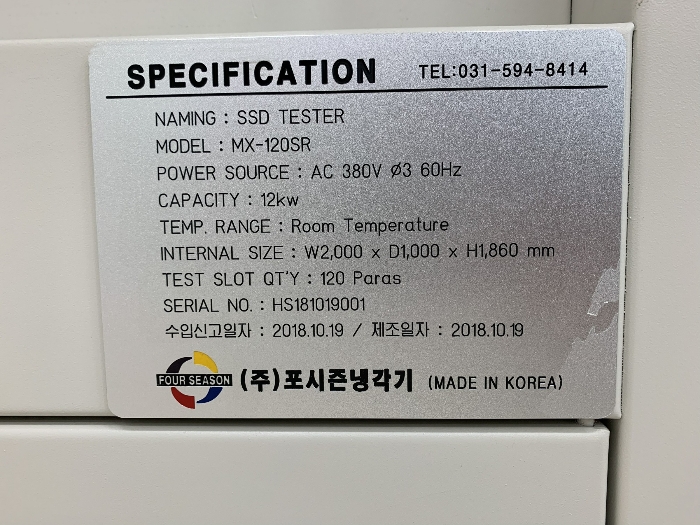 SPECIFICATION TEL:031-594-8414
NAMING : SSD TESTER
MODEL : MX-120SR
POWER SOURCE : AC 380V Ø3 60Hz
CAPACITY : 12kw
TEMP. RANGE : Room Temperature
INTERNAL SIZE : W2,000 x D1,000 x H1,860 mm
TEST SLOT QT'Y : 120 Paras
SERIAL NO. : HS181019001
수입신고일자 : 2018.10.19 / 제조일자 : 2018.10.19
FOUR SEASON (주)포시즌냉각기 (MADE IN KOREA)